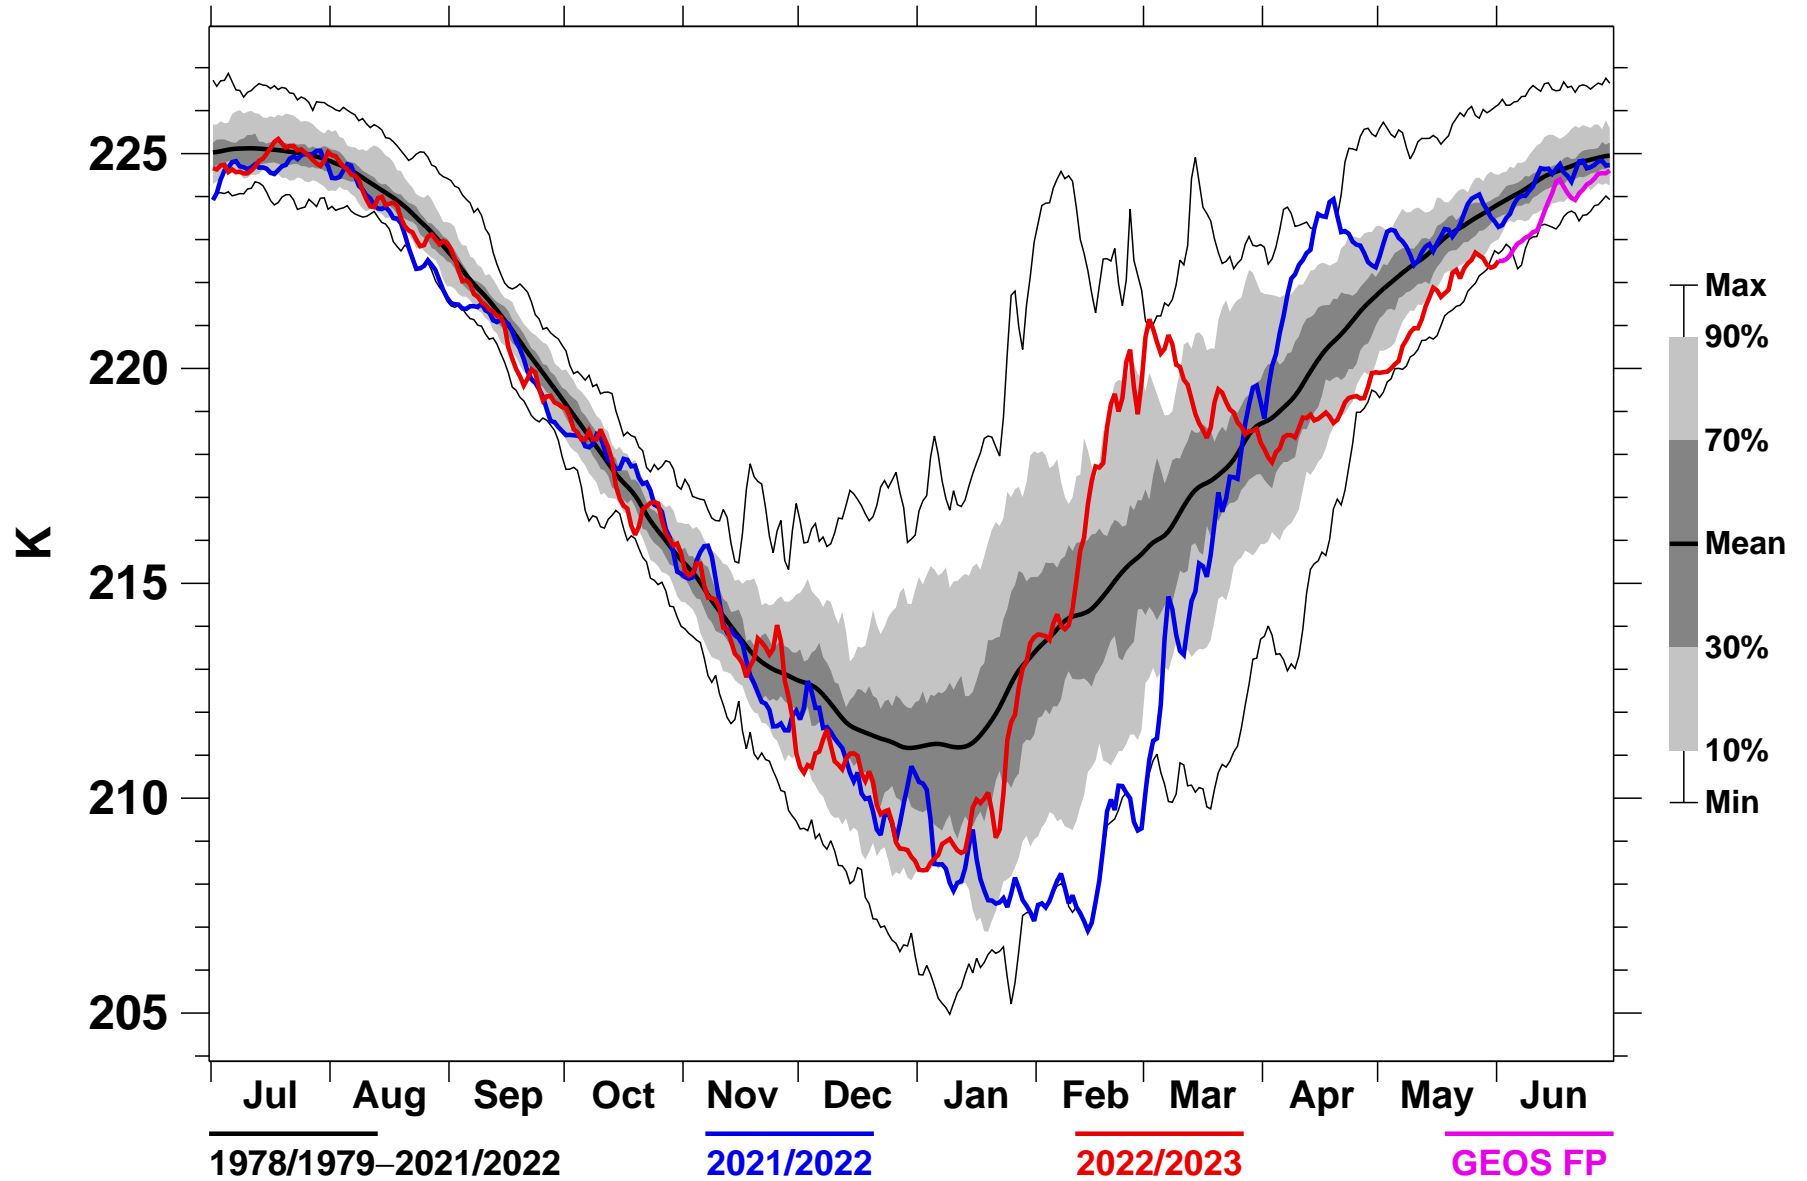 225
220
215
210
205
K
Max
90%
70%
Mean
30%
10%
Min
Jul Aug Sep Oct Nov Dec Jan Feb Mar Apr May Jun
1978/1979–2021/2022 2021/2022 2022/2023 GEOS FP